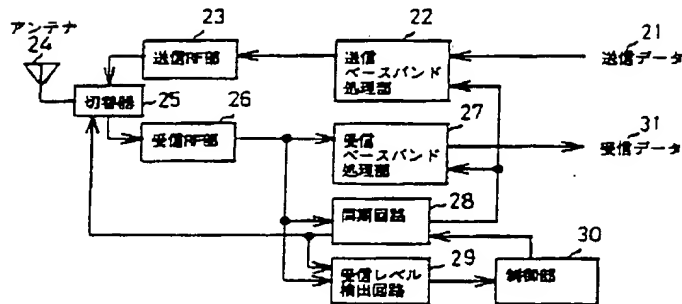 アンテナ
24
23
送信RF部
22
送信
ベースバンド
処理部
21
送信データ
切替器
25
26
受信RF部
27
受信
ベースバンド
処理部
31
受信データ
28
同期回路
29
受信レベル
検出回路
30
制御部